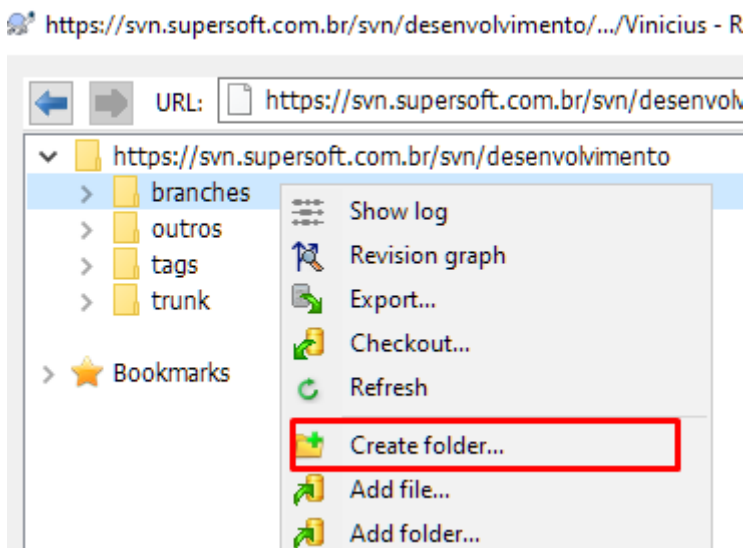 https://svn.supersoft.com.br/svn/desenvolvimento/.../Vinicius - R
URL: https://svn.supersoft.com.br/svn/desenvolv
https://svn.supersoft.com.br/svn/desenvolvimento
branches
outros
tags
trunk
Bookmarks
Show log
Revision graph
Export...
Checkout...
Refresh
Create folder...
Add file...
Add folder...